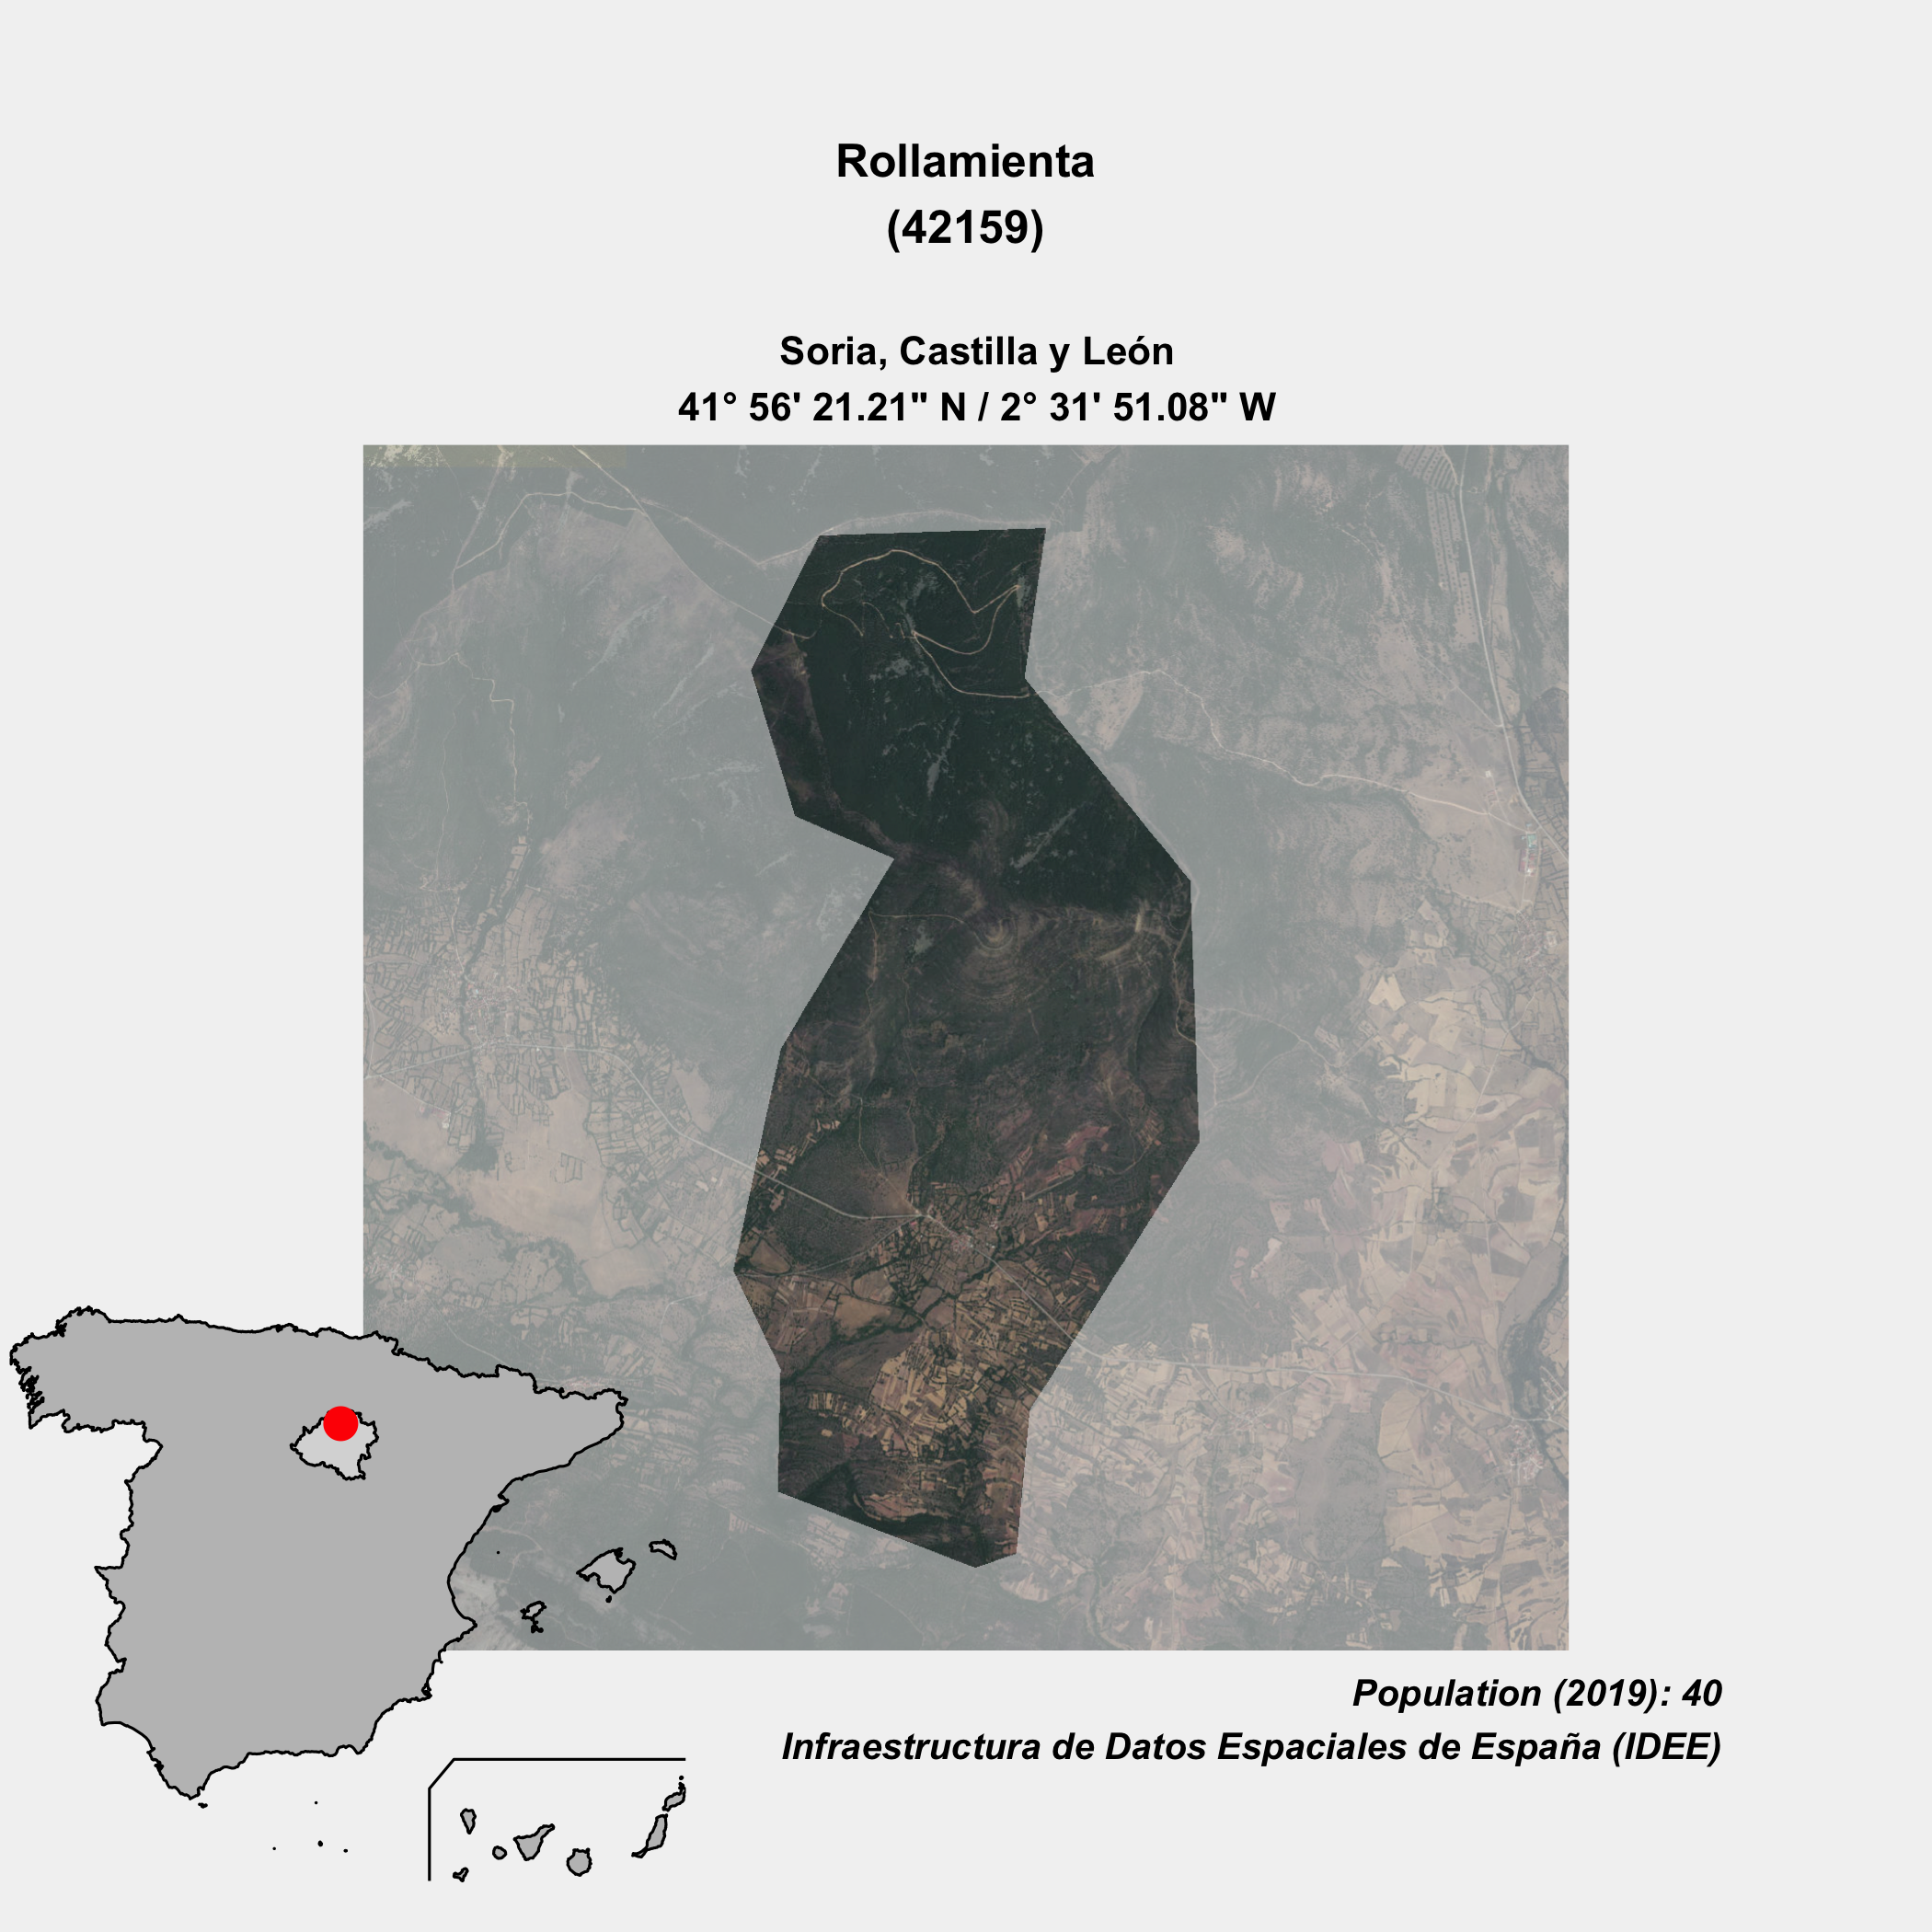 Rollamienta
(42159)
Soria, Castilla y León
41° 56' 21.21" N / 2° 31' 51.08" W
Population (2019): 40
Infraestructura de Datos Espaciales de España (IDEE)